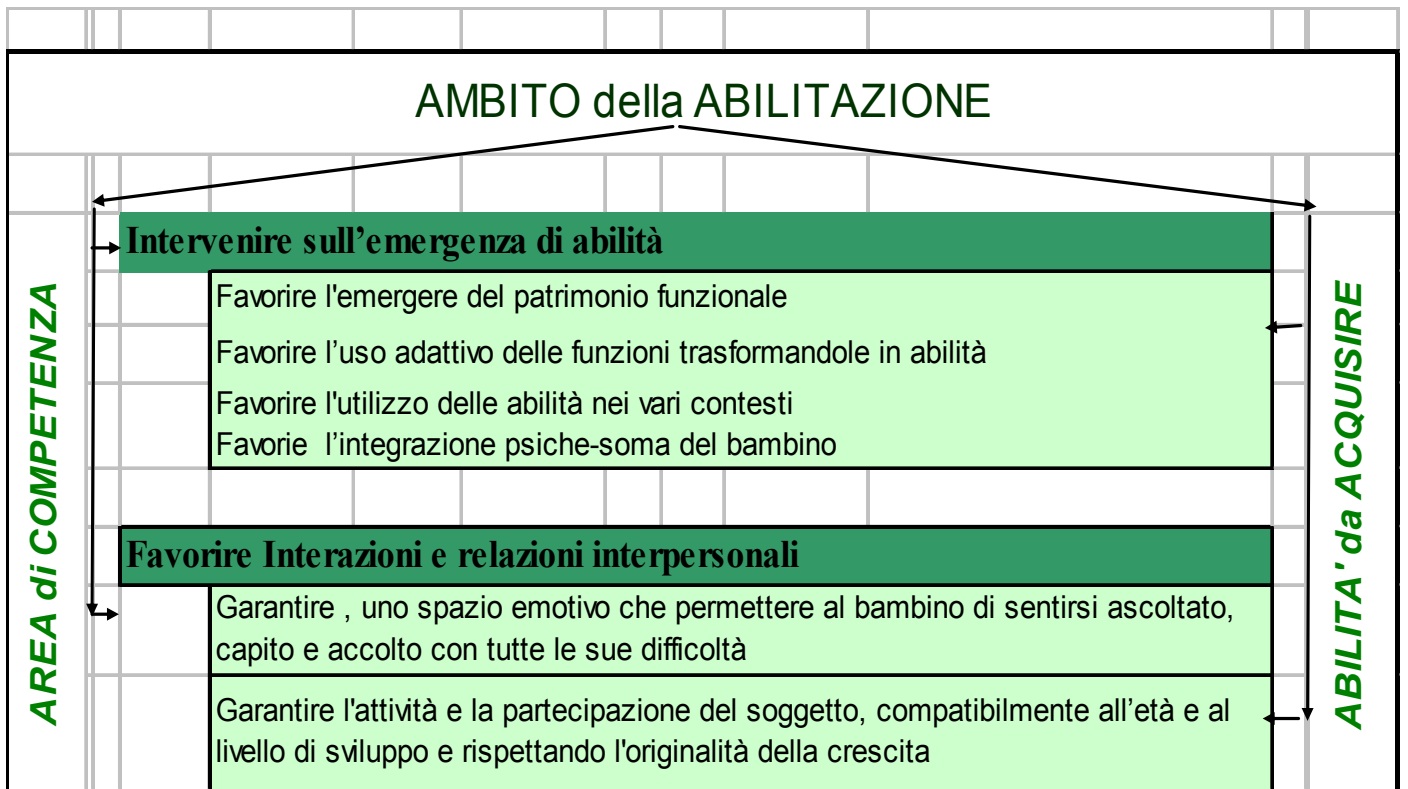 AMBITO della ABILITAZIONE
AREA di COMPETENZA
Intervenire sull’emergenza di abilità
Favorire l'emergere del patrimonio funzionale
Favorire l’uso adattivo delle funzioni trasformandole in abilità
Favorire l'utilizzo delle abilità nei vari contesti
Favorie  l’integrazione psiche-soma del bambino
Favorire Interazioni e relazioni interpersonali
Garantire , uno spazio emotivo che permettere al bambino di sentirsi ascoltato,
capito e accolto con tutte le sue difficoltà
Garantire l'attività e la partecipazione del soggetto, compatibilmente all’età e al
livello di sviluppo e rispettando l'originalità della crescita
ABILITA' da ACQUISIRE